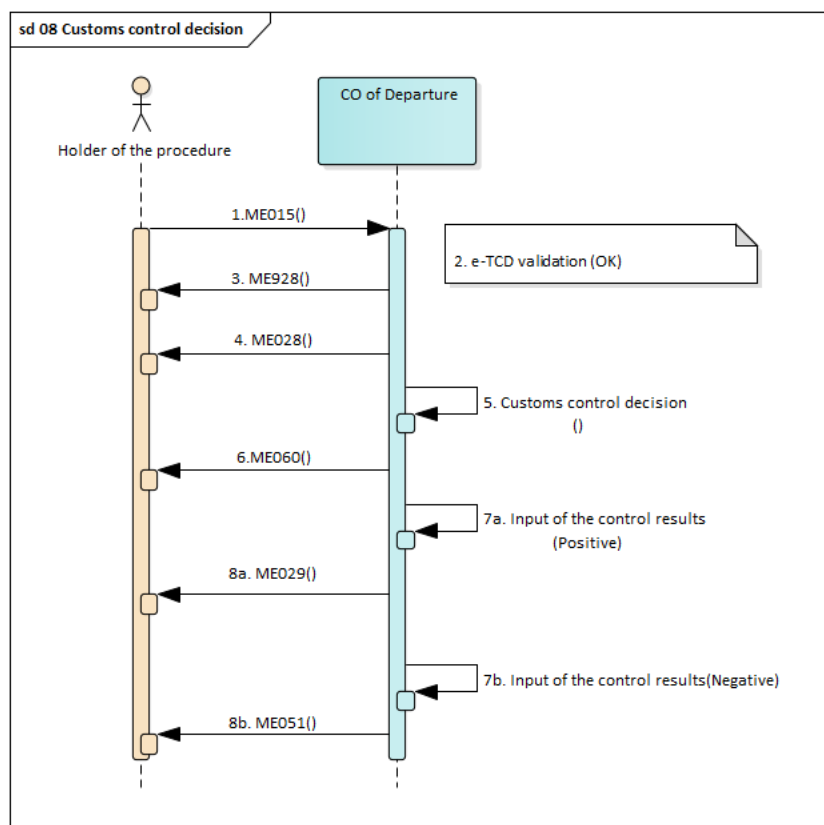 sd 08 Customs control decision
CO of Departure
Holder of the procedure
1.ME015()
2. e-TCD validation (OK)
3. ME928()
4. ME028()
5. Customs control decision
()
6.ME060()
7a. Input of the control results
(Positive)
8a. ME029()
7b. Input of the control results(Negative)
8b. ME051()